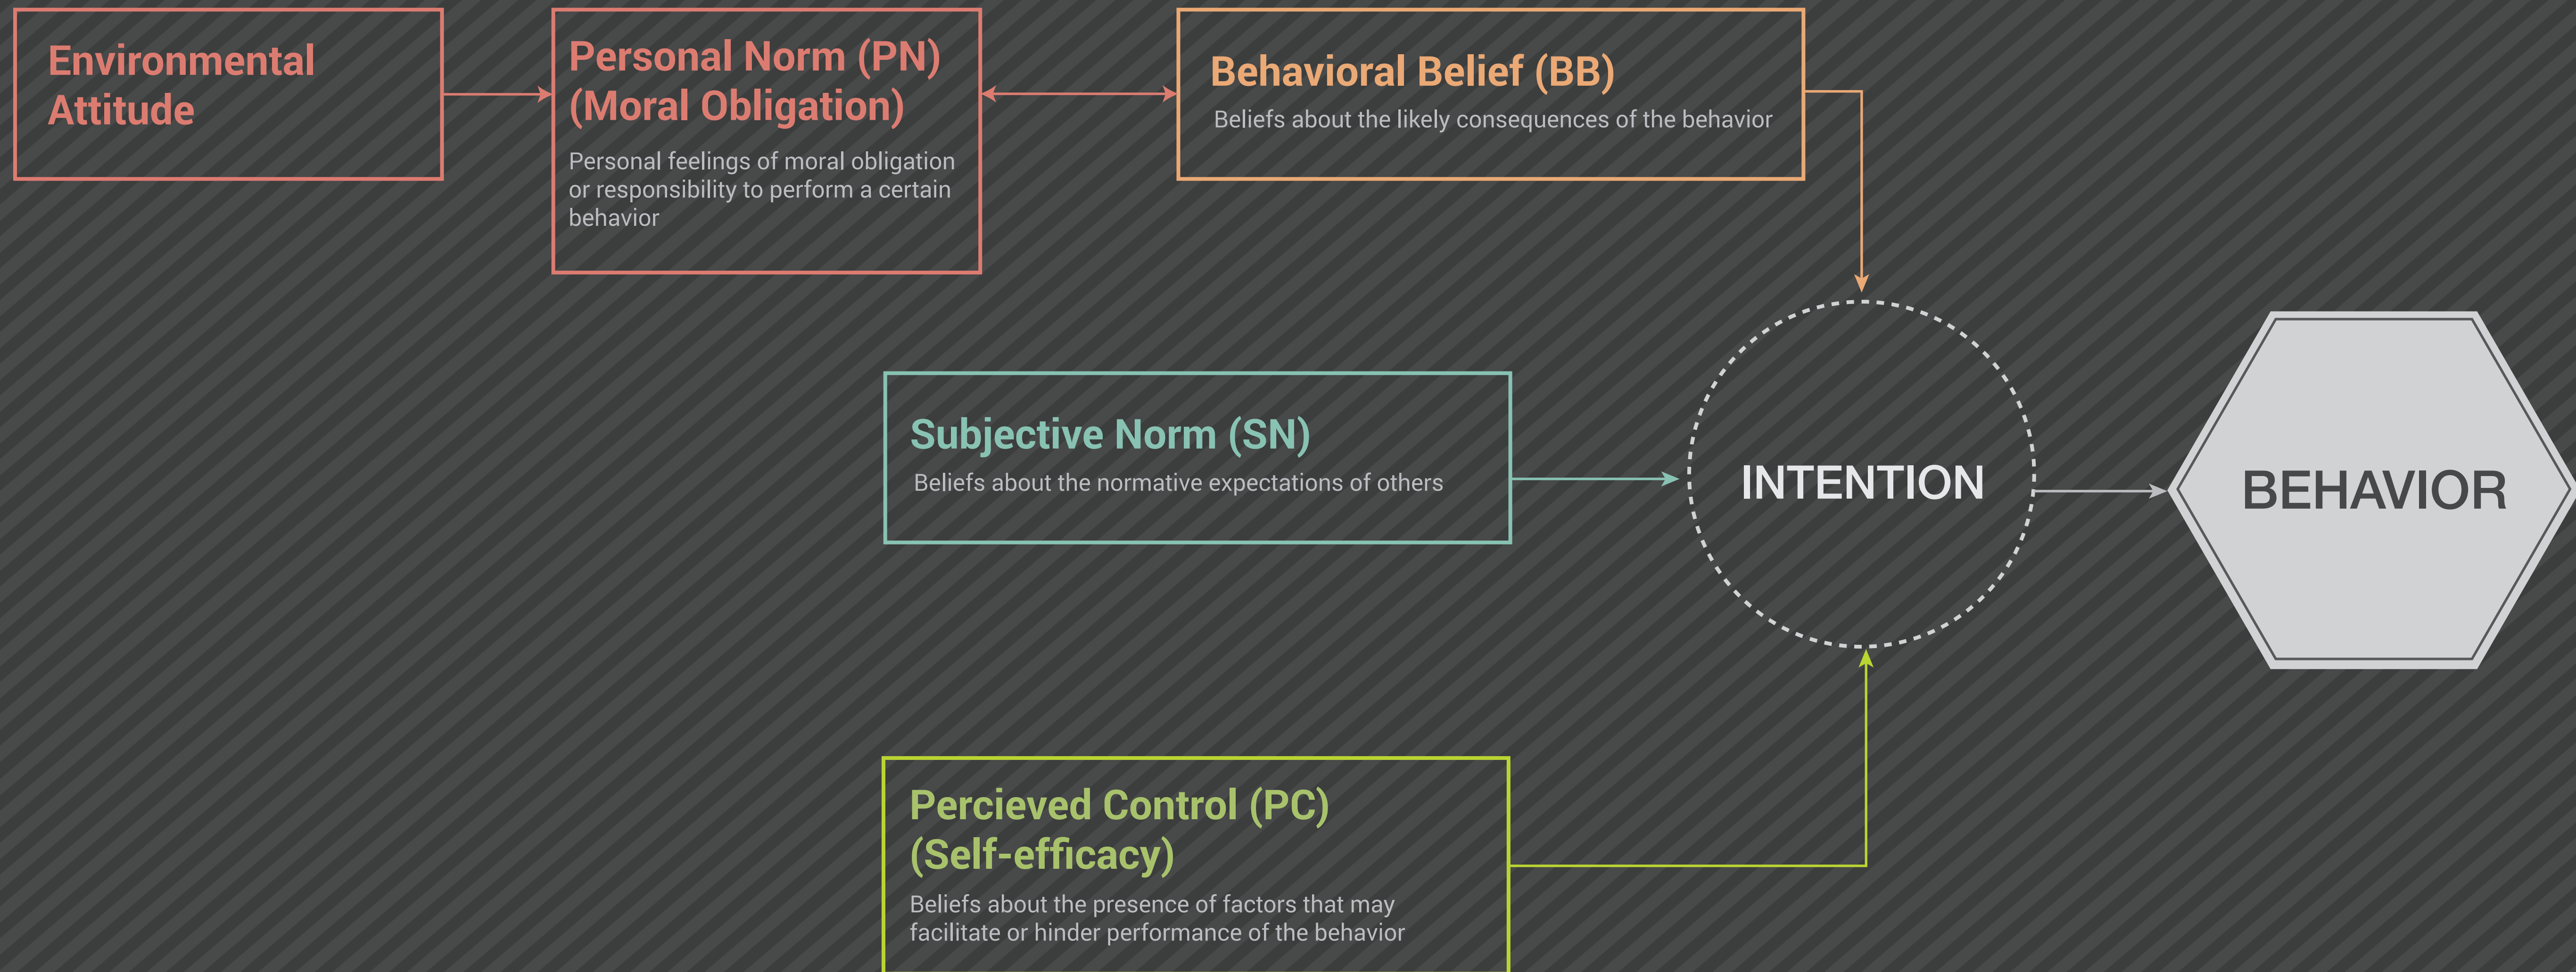 Environmental
Attitude
Personal Norm (PN)
(Moral Obligation)
Personal feelings of moral obligation
or responsibility to perform a certain
behavior
Behavioral Belief (BB)
Beliefs about the likely consequences of the behavior
Subjective Norm (SN)
Beliefs about the normative expectations of others
INTENTION
BEHAVIOR
Percieved Control (PC)
(Self-efficacy)
Beliefs about the presence of factors that may
facilitate or hinder performance of the behavior